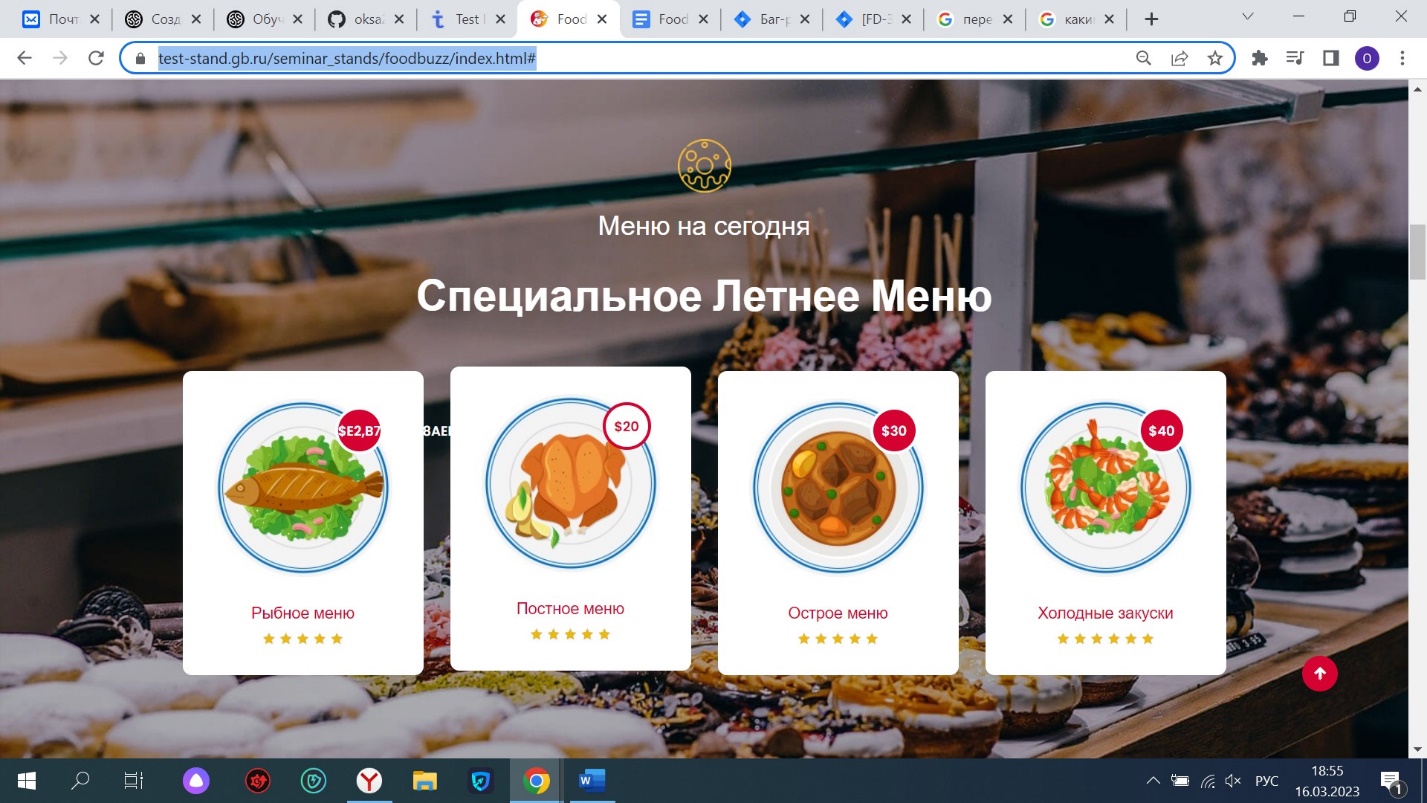 Почт
Созд
Обуч
oksa2
Test
Food
Food
Баг-р
[FD-3
пере
каки
test-stand.gb.ru/seminar_stands/foodbuzz/index.html#
O
Меню на сегодня
Специальное Летнее Меню
$E2,B7 8AE
$20
$30
$40
Рыбное меню
Постное меню
Острое меню
Холодные закуски
W
РУС
18:55
16.03.2023
1